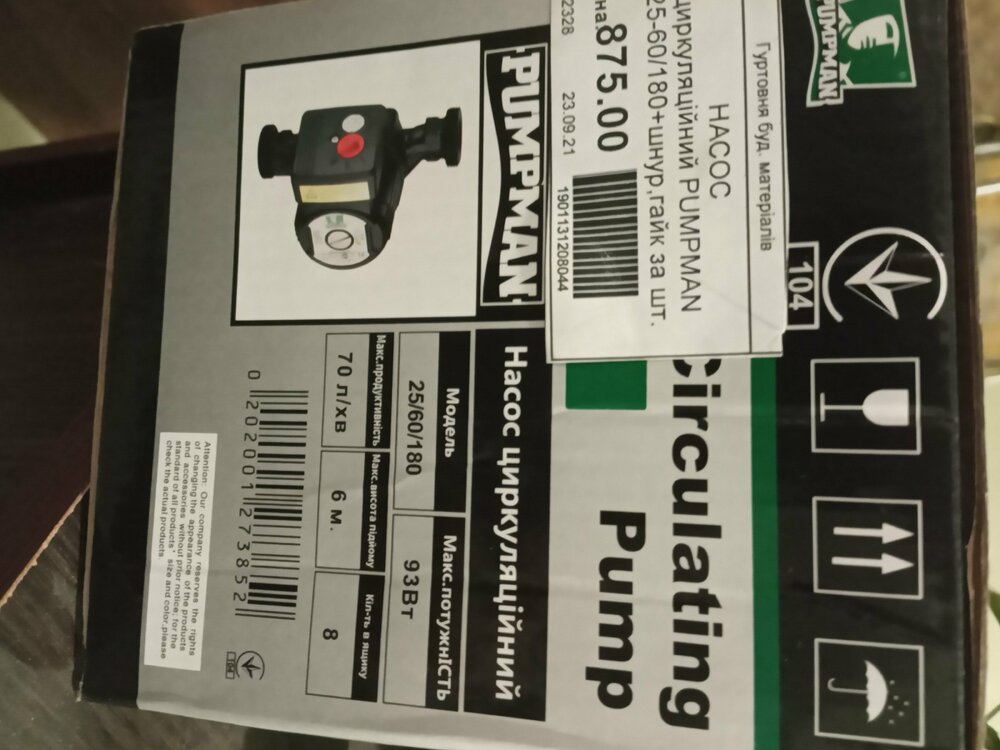 PUMPMAN
Гуртовня буд. матеріалів
НАСОС
циркуляційний PUMPMAN
25-60/180+шнур,гайк за шт.
на.875.00
2328 23.09.21
1901131208044
104
Circulating
Pump
PUMPMAN
Насос циркуляційний
Модель
Макс.потужнІСТЬ
25/60/180
93Вт
Макс.продуктивність
Макс.висота підйому
Кіл-ть в ящику
70 л/хв
6 м.
8
0 202001 273852
104
Attention: Our company reserves the rights
of changing the appearance of the products
and accessories without prior notice; for the
standard of all products' size and color,please
check the actual products.